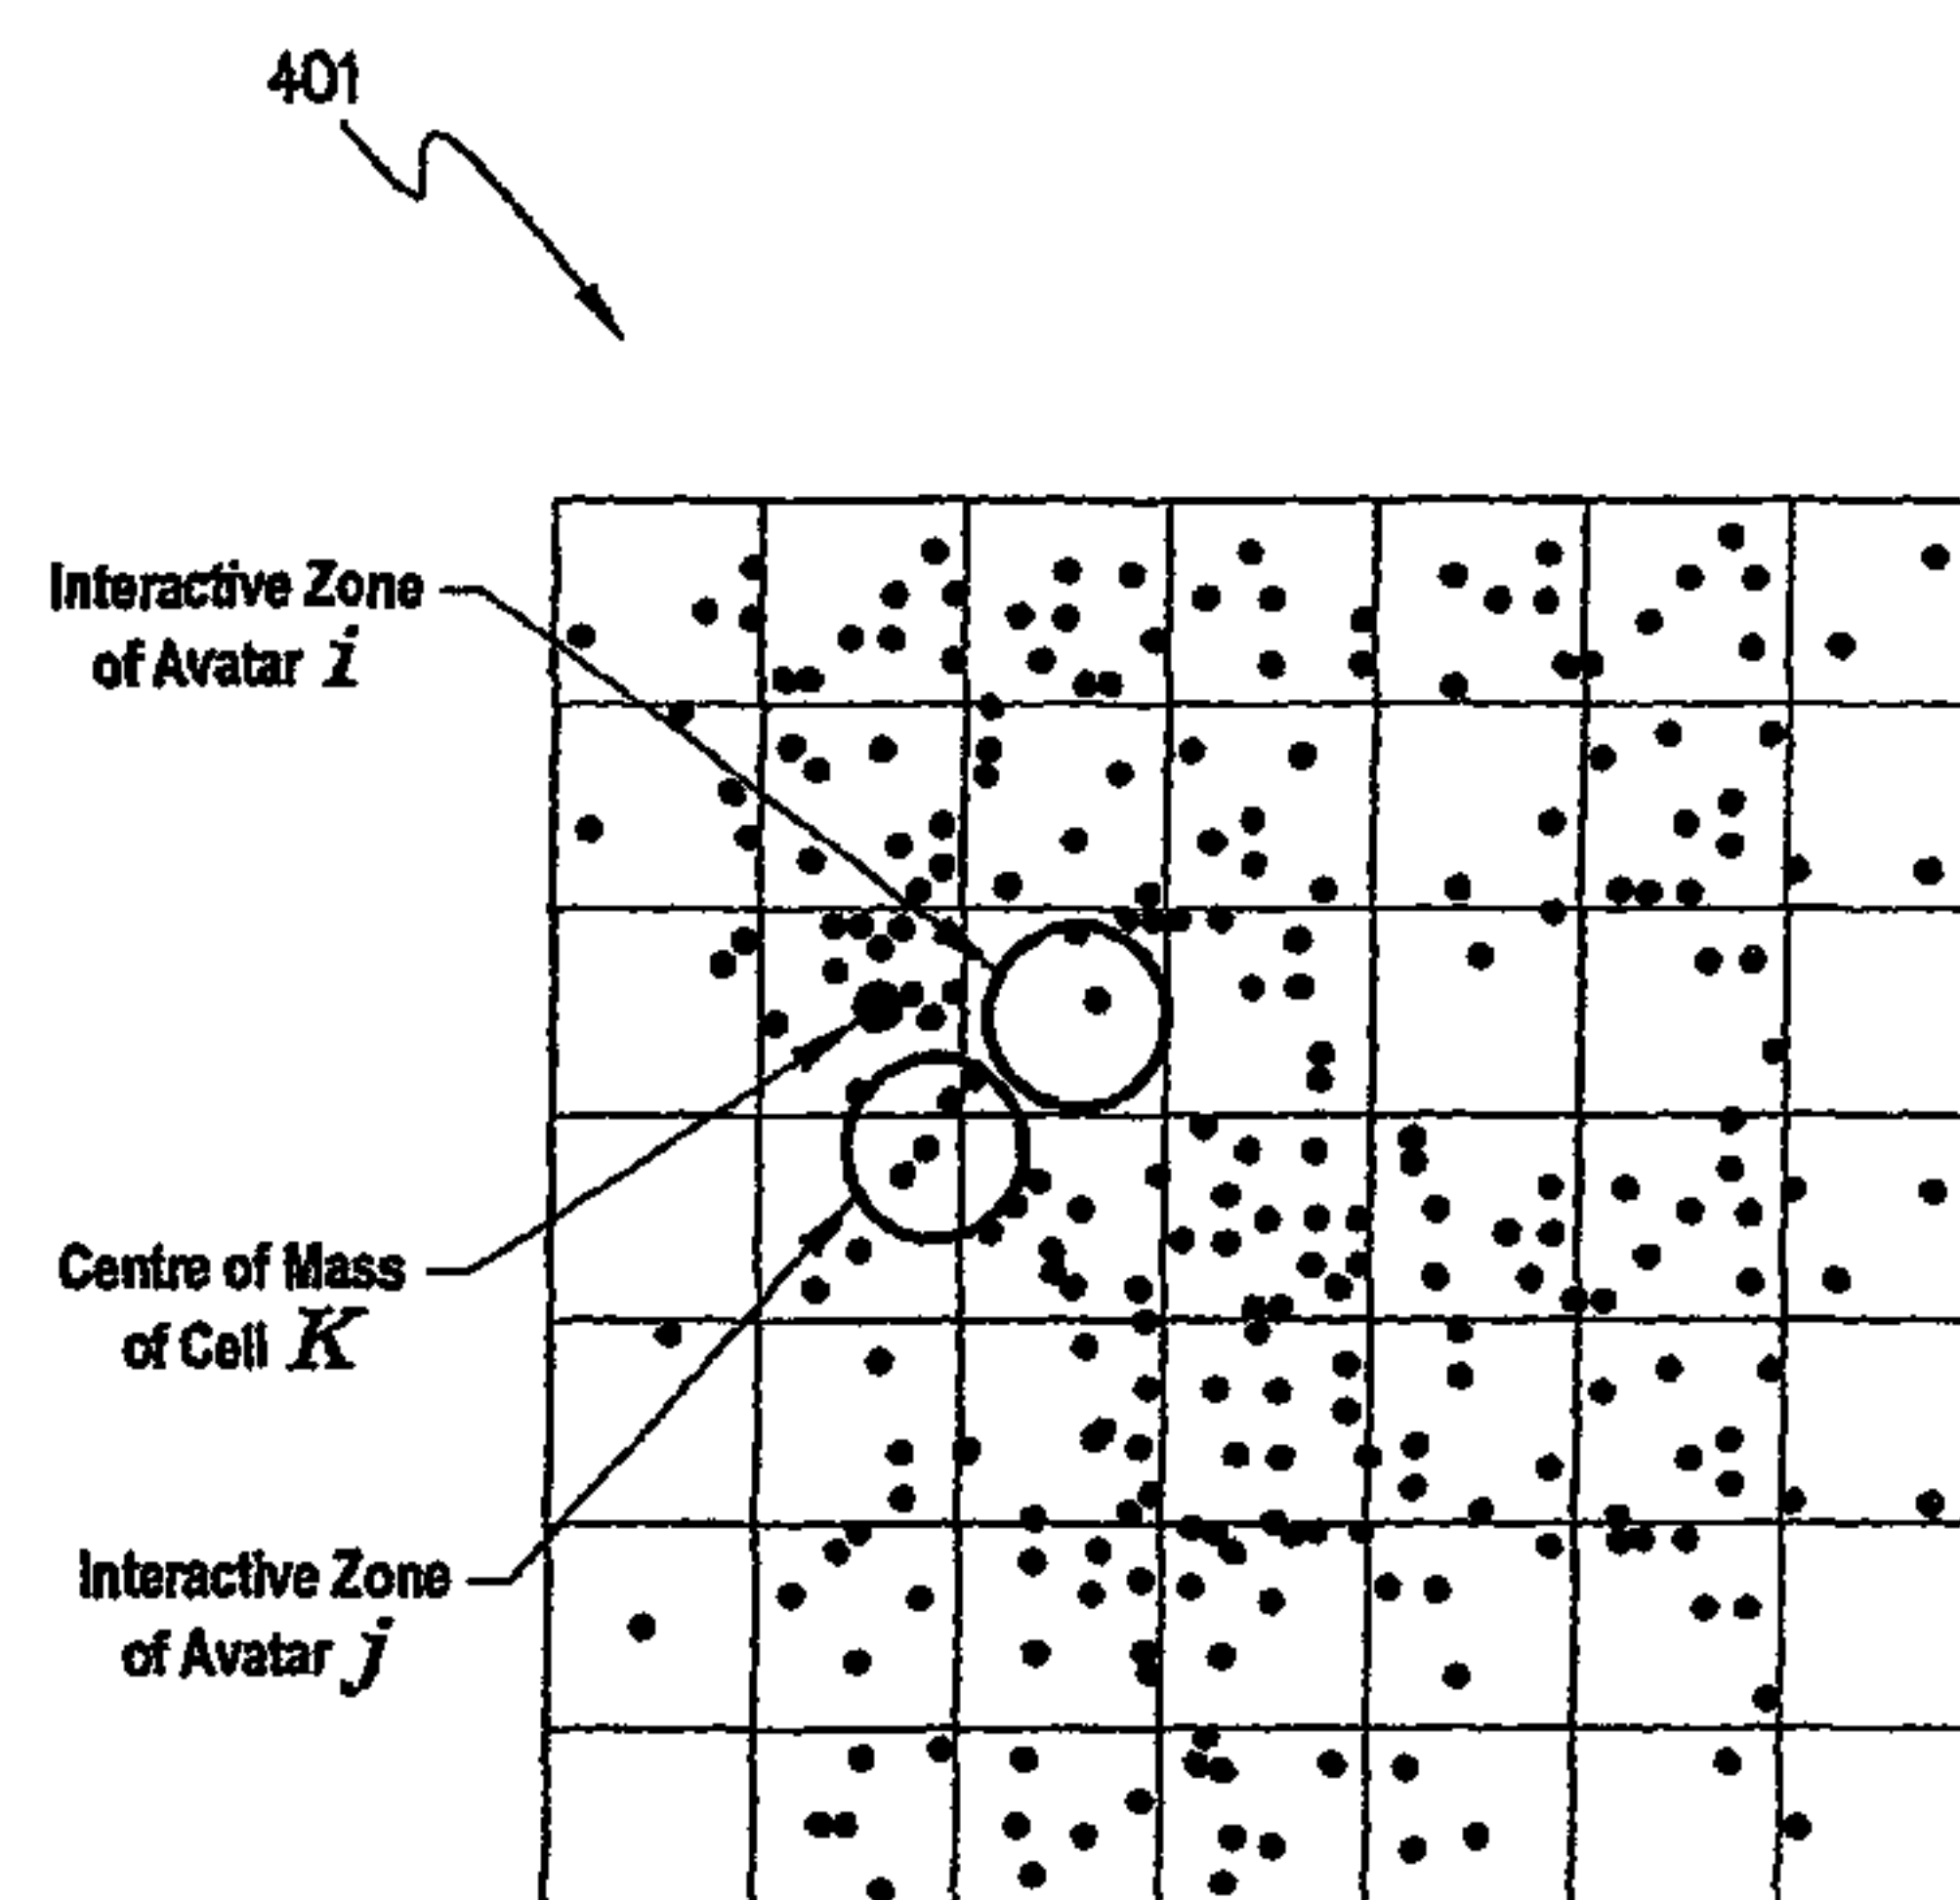 401
Interactive Zone
of Avatar i
Centre of Mass
of Cell K
Interactive Zone
of Avatar j